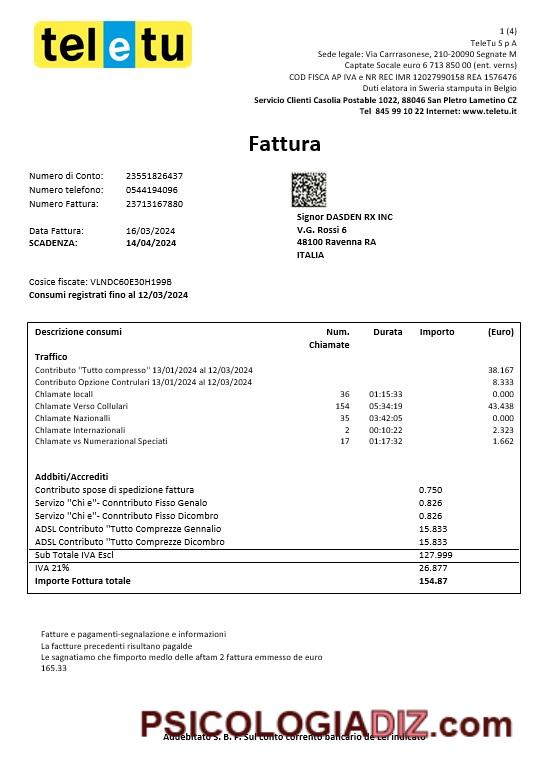 teletu
1 (4)
TeleTu S p A
Sede legale: Via Carrrasonese, 210-20090 Segnate M
Captate Socale euro 6 713 850 00 (ent. verns)
COD FISCA AP IVA e NR REC IMR 12027990158 REA 1576476
Duti elatora in Sweria stamputa in Belgio
Servicio Clienti Casolia Postable 1022, 88046 San Pletro Lametino CZ
Tel 845 99 10 22 Internet: www.teletu.it
Fattura
Numero di Conto: 23551826437
Numero telefono: 0544194096
Numero Fattura: 23713167880
Data Fattura: 16/03/2024
SCADENZA: 14/04/2024
Signor DASDEN RX INC
V.G. Rossi 6
48100 Ravenna RA
ITALIA
Cosice fiscate: VLNDC60E30H199B
Consumi registrati fino al 12/03/2024
Descrizione consumi Num. Chiamate Durata Importo (Euro)
Traffico
Contributo "Tutto compresso" 13/01/2024 al 12/03/2024 38.167
Contributo Opzione Contrulari 13/01/2024 al 12/03/2024 8.333
Chlamate locall 36 01:15:33 0.000
Chlamate Verso Collulari 154 05:34:19 43.438
Chlamate Nazionalli 35 03:42:05 0.000
Chlamate Internazionali 2 00:10:22 2.323
Chlamate vs Numerazional Speciati 17 01:17:32 1.662
Addbiti/Accrediti
Contributo spose di spedizione fattura 0.750
Servizo "Chi e"- Conntributo Fisso Genalo 0.826
Servizo "Chi e"- Conntributo Fisso Dicombro 0.826
ADSL Contributo "Tutto Comprezze Gennalio 15.833
ADSL Contributo "Tutto Comprezze Dicombro 15.833
Sub Totale IVA Escl 127.999
IVA 21% 26.877
Importe Fottura totale 154.87
Fatture e pagamenti-segnalazione e informazioni
La factture precedenti risultano pagalde
Le sagnatiamo che fimporto medlo delle aftam 2 fattura emmesso de euro
165.33
PSICOLOGIADIZ.com
Addebitato S. B. F. Sul conto corrento bancario de Lei indicato